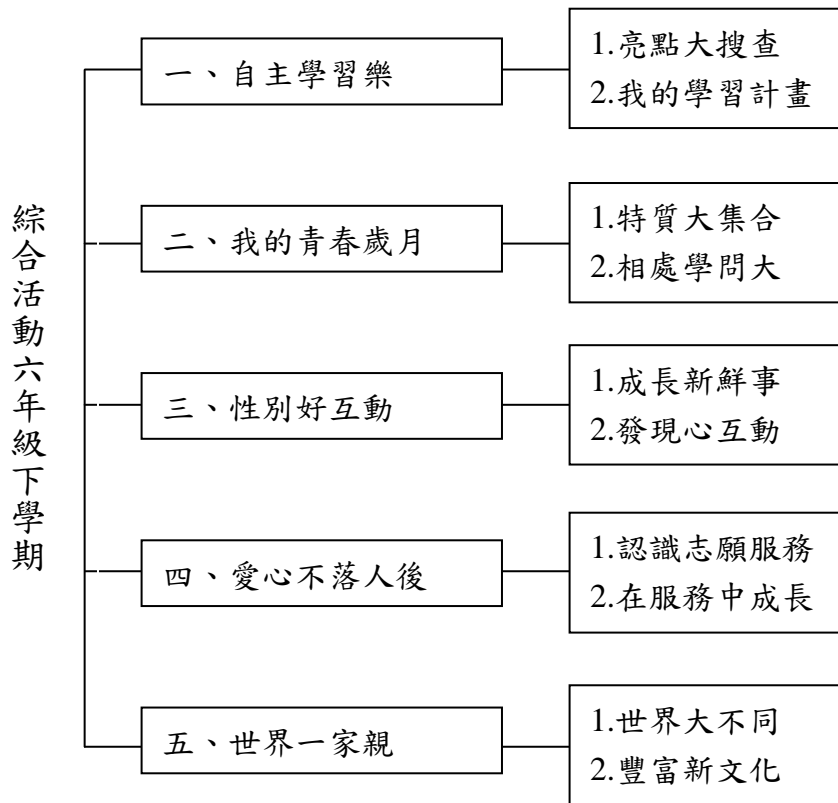 綜合活動六年級下學期
一、自主學習樂
1.亮點大搜查
2.我的學習計畫
二、我的青春歲月
1.特質大集合
2.相處學問大
三、性別好互動
1.成長新鮮事
2.發現心互動
四、愛心不落人後
1.認識志願服務
2.在服務中成長
五、世界一家親
1.世界大不同
2.豐富新文化